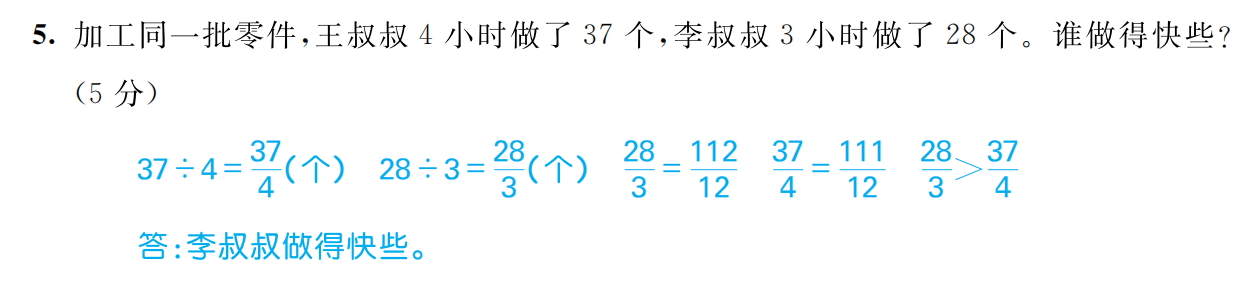 5. 加工同一批零件,王叔叔 4 小时做了 37 个,李叔叔 3 小时做了 28 个。谁做得快些?
(5 分)
37÷4=37/4(个) 28÷3=28/3(个) 28/3=112/12 37/4=111/12 28/3>37/4
答:李叔叔做得快些。